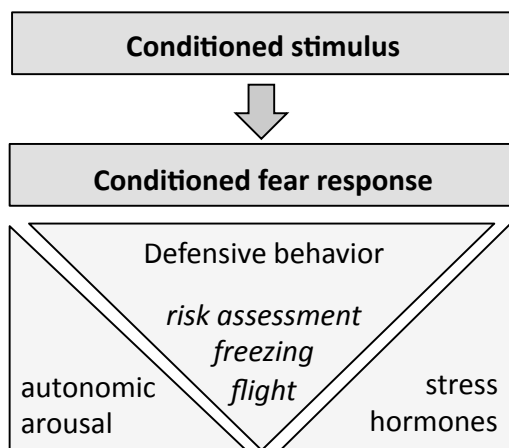 Conditioned stimulus
Conditioned fear response
Defensive behavior
risk assessment
freezing
flight
autonomic
arousal
stress
hormones